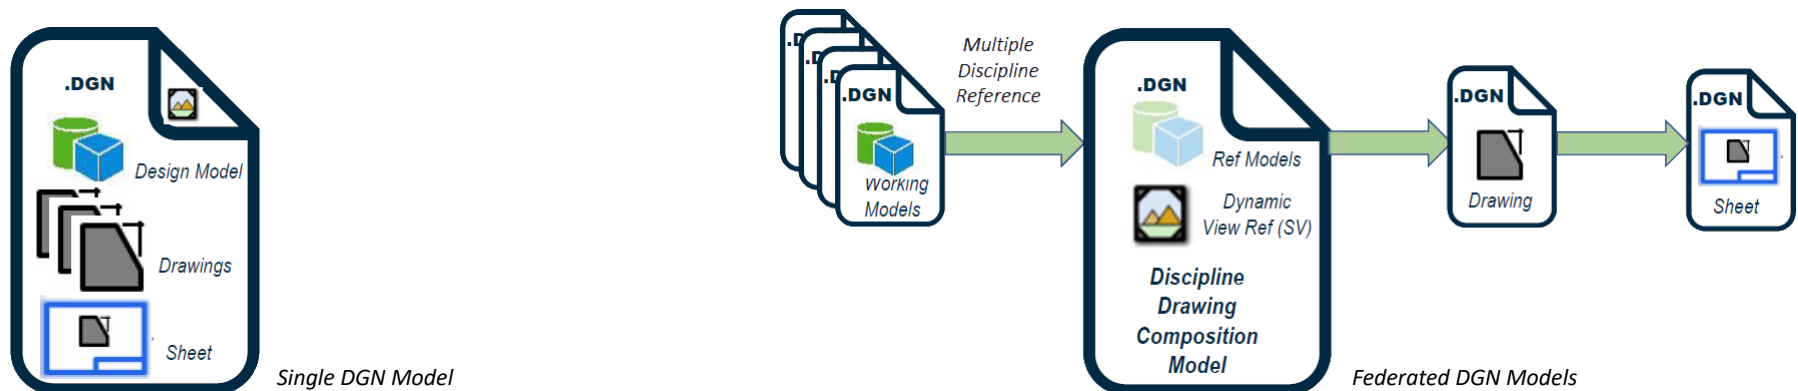 .DGN
Design Model
Drawings
Sheet
Single DGN Model
.DGN
Working
Models
Multiple
Discipline
Reference
.DGN
Ref Models
Dynamic
View Ref (SV)
Discipline
Drawing
Composition
Model
.DGN
Drawing
.DGN
Sheet
Federated DGN Models